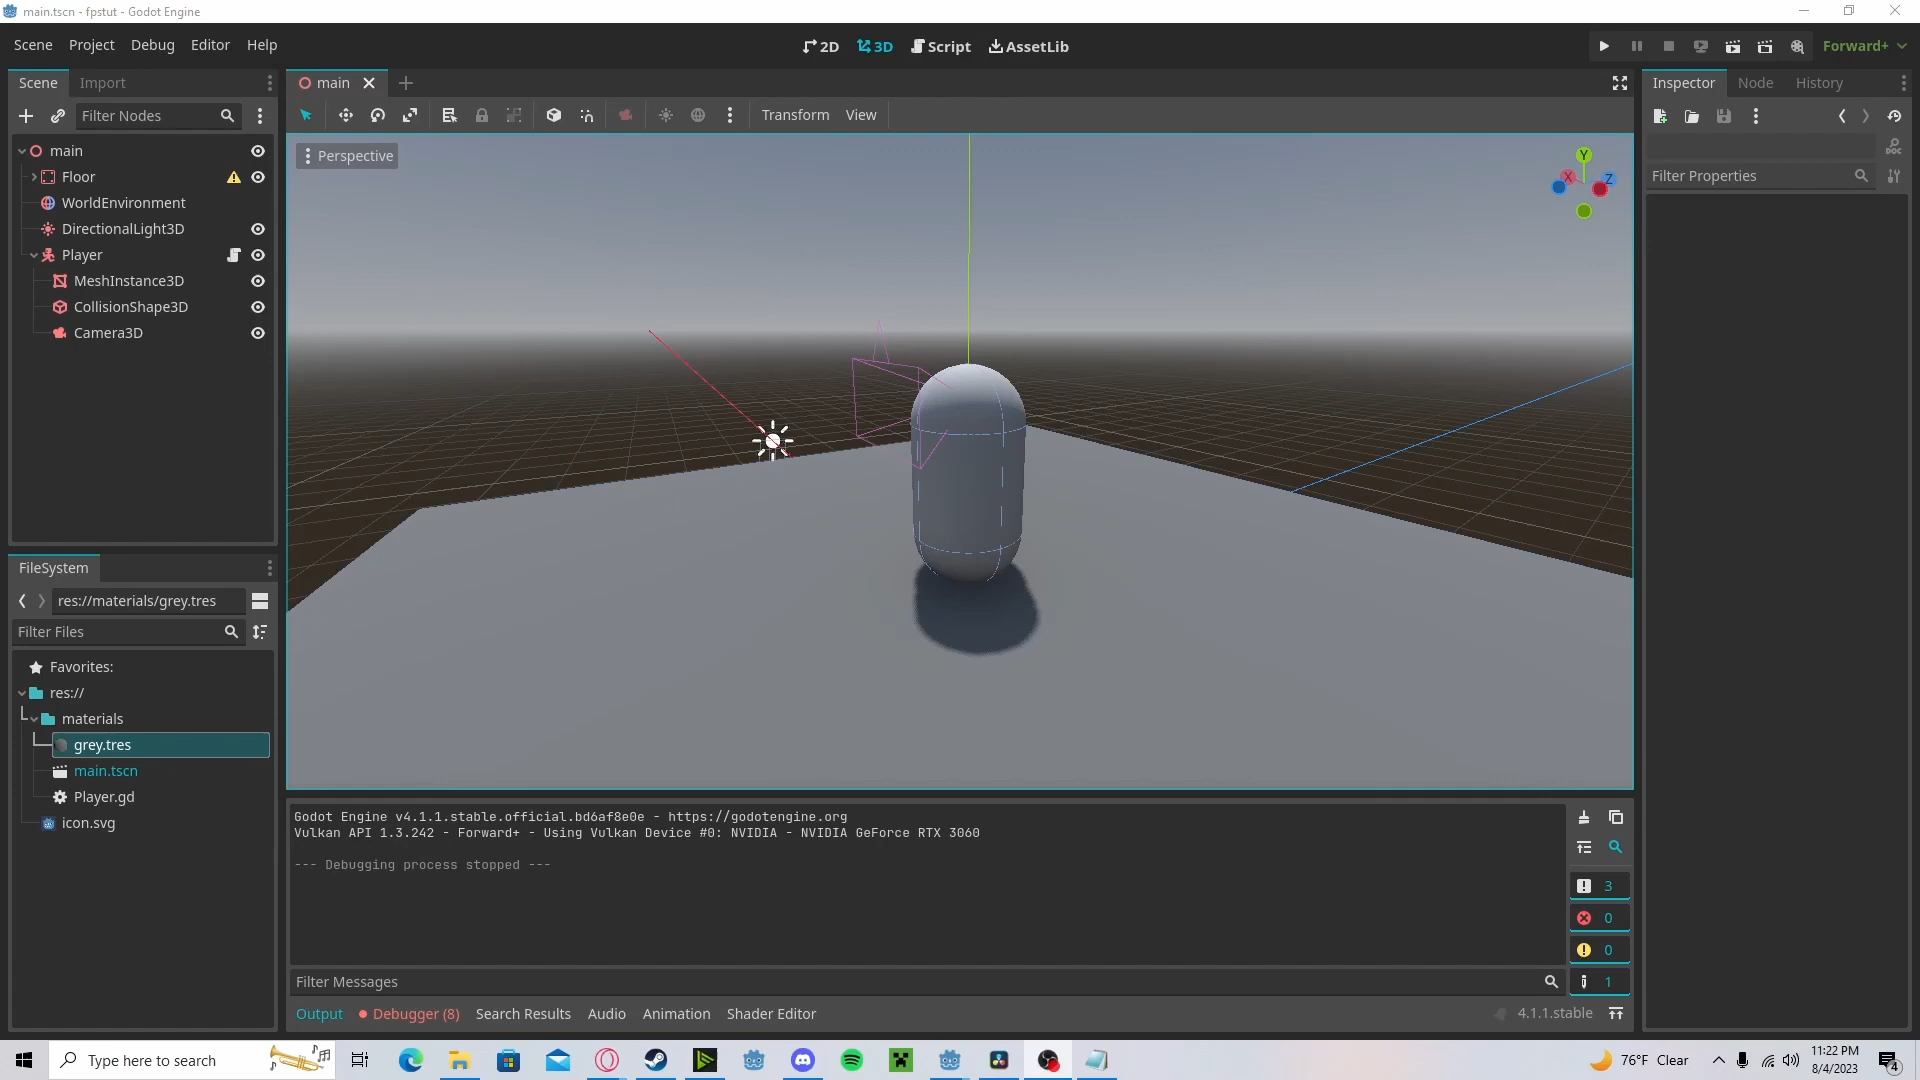 main.tscn - fpstut - Godot Engine
Scene Project Debug Editor Help
2D 3D Script AssetLib
Forward+
Scene Import
main
Inspector Node History
Filter Nodes
Transform View
main
Perspective
Y
X
Z
DOC
Floor
Filter Properties
WorldEnvironment
DirectionalLight3D
Player
MeshInstance3D
CollisionShape3D
Camera3D
FileSystem
res://materials/grey.tres
Filter Files
Favorites:
res://
materials
grey.tres
main.tscn
Player.gd
icon.svg
Godot Engine v4.1.1.stable.official.bd6af8e0e - https://godotengine.org
Vulkan API 1.3.242 - Forward+ - Using Vulkan Device #0: NVIDIA - NVIDIA GeForce RTX 3060
--- Debugging process stopped ---
3
0
0
1
Filter Messages
Output Debugger (8) Search Results Audio Animation Shader Editor
4.1.1.stable
Type here to search
76°F Clear
11:22 PM
8/4/2023
4